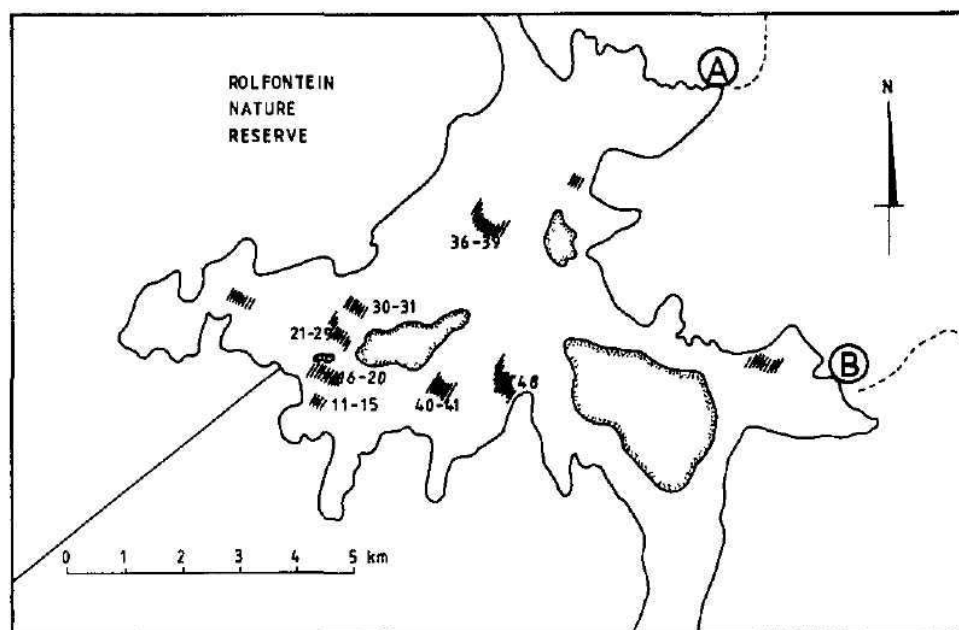 ROLFONTEIN
NATURE
RESERVE
A
N
36-39
30-31
21-29
B
16-20
48
11-15
40-41
0 1 2 3 4 5 km